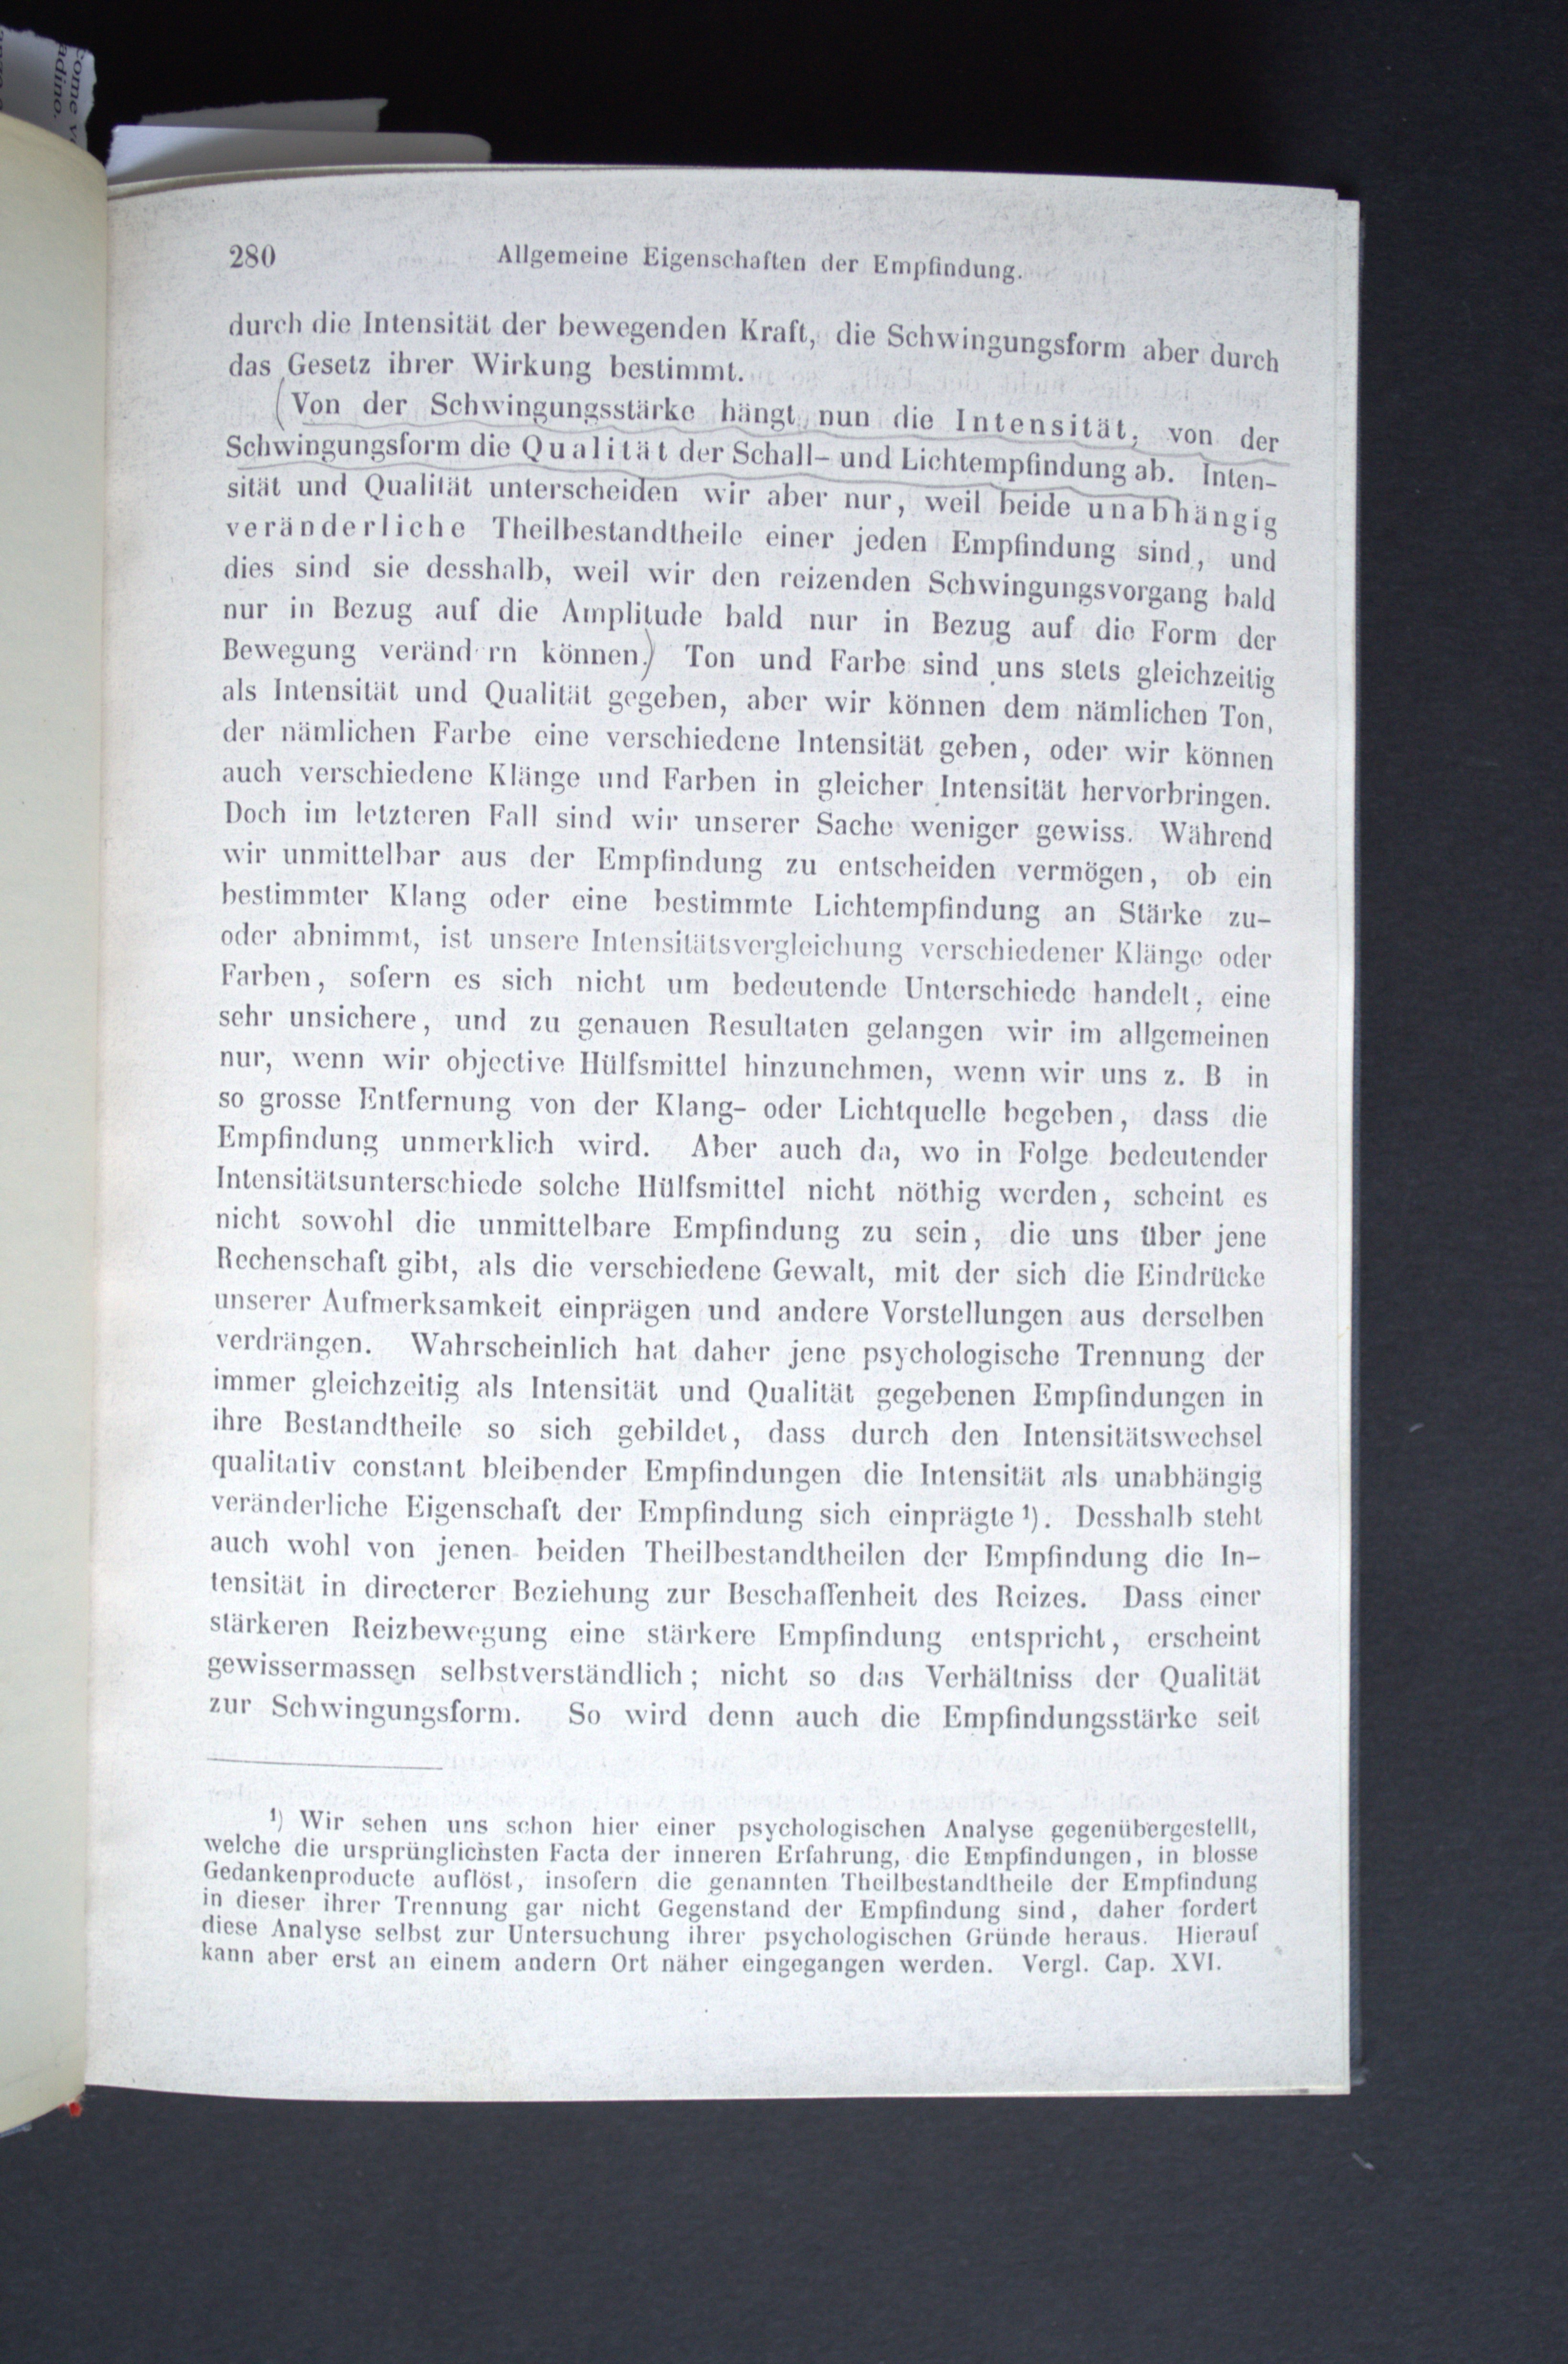 come v
adino.
280 Allgemeine Eigenschaften der Empfindung.
durch die Intensität der bewegenden Kraft, die Schwingungsform aber durch
das Gesetz ihrer Wirkung bestimmt.
(Von der Schwingungsstärke hängt nun die Intensität, von der
Schwingungsform die Qualität der Schall- und Lichtempfindung ab. Inten-
sität und Qualität unterscheiden wir aber nur, weil beide unabhängig
veränderliche Theilbestandtheile einer jeden Empfindung sind, und
dies sind sie desshalb, weil wir den reizenden Schwingungsvorgang bald
nur in Bezug auf die Amplitude bald nur in Bezug auf die Form der
Bewegung veränd rn können.) Ton und Farbe sind uns stets gleichzeitig
als Intensität und Qualität gegeben, aber wir können dem nämlichen Ton,
der nämlichen Farbe eine verschiedene Intensität geben, oder wir können
auch verschiedene Klänge und Farben in gleicher Intensität hervorbringen.
Doch im letzteren Fall sind wir unserer Sache weniger gewiss. Während
wir unmittelbar aus der Empfindung zu entscheiden vermögen, ob ein
bestimmter Klang oder eine bestimmte Lichtempfindung an Stärke zu-
oder abnimmt, ist unsere Intensitätsvergleichung verschiedener Klänge oder
Farben, sofern es sich nicht um bedeutende Unterschiede handelt, eine
sehr unsichere, und zu genauen Resultaten gelangen wir im allgemeinen
nur, wenn wir objective Hülfsmittel hinzunehmen, wenn wir uns z. B in
so grosse Entfernung von der Klang- oder Lichtquelle begeben, dass die
Empfindung unmerklich wird. Aber auch da, wo in Folge bedeutender
Intensitätsunterschiede solche Hülfsmittel nicht nöthig werden, scheint es
nicht sowohl die unmittelbare Empfindung zu sein, die uns über jene
Rechenschaft gibt, als die verschiedene Gewalt, mit der sich die Eindrücke
unserer Aufmerksamkeit einprägen und andere Vorstellungen aus derselben
verdrängen. Wahrscheinlich hat daher jene psychologische Trennung der
immer gleichzeitig als Intensität und Qualität gegebenen Empfindungen in
ihre Bestandtheile so sich gebildet, dass durch den Intensitätswechsel
qualitativ constant bleibender Empfindungen die Intensität als unabhängig
veränderliche Eigenschaft der Empfindung sich einprägte ¹). Desshalb steht
auch wohl von jenen beiden Theilbestandtheilen der Empfindung die In-
tensität in directerer Beziehung zur Beschaffenheit des Reizes. Dass einer
stärkeren Reizbewegung eine stärkere Empfindung entspricht, erscheint
gewissermassen selbstverständlich; nicht so das Verhältniss der Qualität
zur Schwingungsform. So wird denn auch die Empfindungsstärke seit
¹) Wir sehen uns schon hier einer psychologischen Analyse gegenübergestellt,
welche die ursprünglichsten Facta der inneren Erfahrung, die Empfindungen, in blosse
Gedankenproducte auflöst, insofern die genannten Theilbestandtheile der Empfindung
in dieser ihrer Trennung gar nicht Gegenstand der Empfindung sind, daher fordert
diese Analyse selbst zur Untersuchung ihrer psychologischen Gründe heraus. Hierauf
kann aber erst an einem andern Ort näher eingegangen werden. Vergl. Cap. XVI.